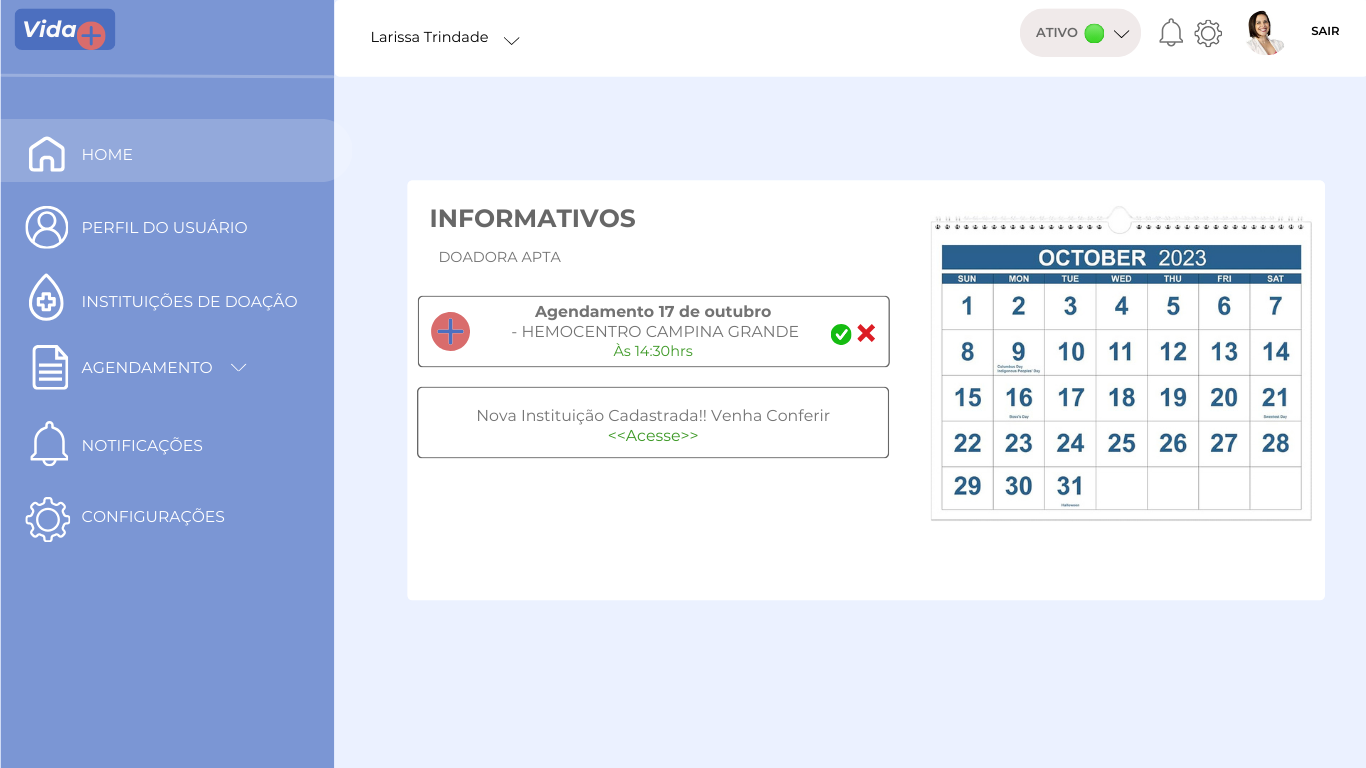 Vida
Larissa Trindade
ATIVO
SAIR
HOME
PERFIL DO USUÁRIO
INSTITUIÇÕES DE DOAÇÃO
AGENDAMENTO
NOTIFICAÇÕES
CONFIGURAÇÕES
INFORMATIVOS
DOADORA APTA
Agendamento 17 de outubro
- HEMOCENTRO CAMPINA GRANDE
Às 14:30hrs
Nova Instituição Cadastrada!! Venha Conferir
<<Acesse>>
OCTOBER 2023
SUN MON TUE WED THU FRI SAT
1 2 3 4 5 6 7
8 9 10 11 12 13 14
Columbus Day
Indigenous Peoples' Day
15 16 17 18 19 20 21
Boss's Day Sweetest Day
22 23 24 25 26 27 28
29 30 31
Halloween